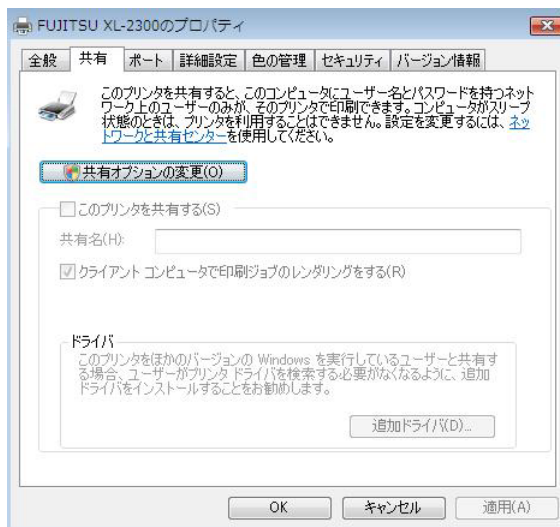 FUJITSU XL-2300のプロパティ
全般 共有 ポート 詳細設定 色の管理 セキュリティ バージョン情報
このプリンタを共有すると、このコンピュータにユーザー名とパスワードを持つネット
ワーク上のユーザーのみが、そのプリンタで印刷できます。コンピュータがスリープ
状態のときは、プリンタを利用することはできません。設定を変更するには、ネッ
トワークと共有センターを使用してください。
共有オプションの変更(O)
このプリンタを共有する(S)
共有名(H):
クライアント コンピュータで印刷ジョブのレンダリングをする(R)
ドライバ
このプリンタをほかのバージョンの Windows を実行しているユーザーと共有す
る場合、ユーザーがプリンタ ドライバを検索する必要がなくなるように、追加
ドライバをインストールすることをお勧めします。
追加ドライバ(D)...
OK キャンセル 適用(A)